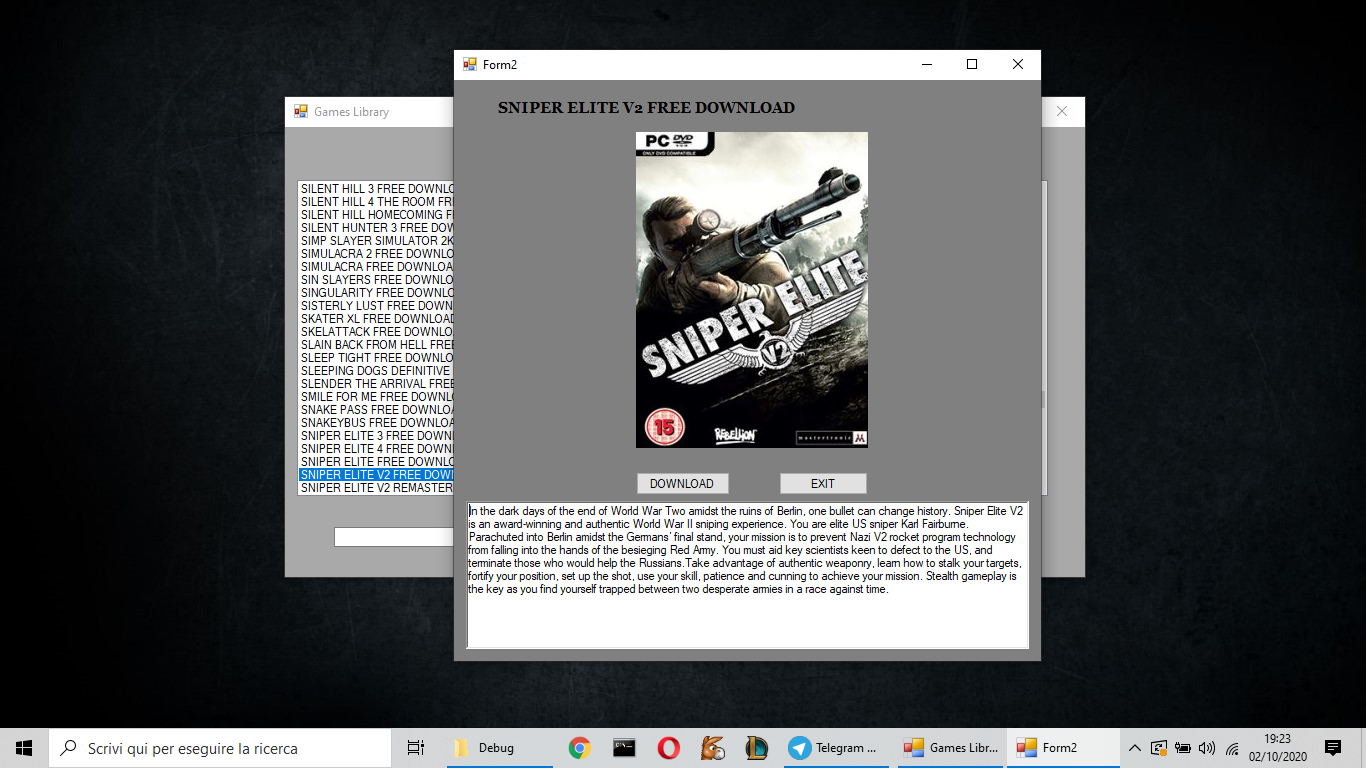 Form2
SNIPER ELITE V2 FREE DOWNLOAD
Games Library
PC DVD ROM
ONLY DVD COMPATIBLE
SNIPER ELITE
V2
15
REBELLION
mastertronic M
SILENT HILL 3 FREE DOWNLO
SILENT HILL 4 THE ROOM FRE
SILENT HILL HOMECOMING F
SILENT HUNTER 3 FREE DOW
SIMP SLAYER SIMULATOR 2K
SIMULACRA 2 FREE DOWNLO
SIMULACRA FREE DOWNLOA
SIN SLAYERS FREE DOWNLO
SINGULARITY FREE DOWNLO
SISTERLY LUST FREE DOWN
SKATER XL FREE DOWNLOAD
SKELATTACK FREE DOWNLO
SLAIN BACK FROM HELL FREE
SLEEP TIGHT FREE DOWNLO
SLEEPING DOGS DEFINITIVE
SLENDER THE ARRIVAL FREE
SMILE FOR ME FREE DOWNLO
SNAKE PASS FREE DOWNLOA
SNAKEYBUS FREE DOWNLOA
SNIPER ELITE 3 FREE DOWN
SNIPER ELITE 4 FREE DOWN
SNIPER ELITE FREE DOWNLO
SNIPER ELITE V2 FREE DOW
SNIPER ELITE V2 REMASTER
DOWNLOAD
EXIT
In the dark days of the end of World War Two amidst the ruins of Berlin, one bullet can change history. Sniper Elite V2
is an award-winning and authentic World War II sniping experience. You are elite US sniper Karl Fairburne.
Parachuted into Berlin amidst the Germans' final stand, your mission is to prevent Nazi V2 rocket program technology
from falling into the hands of the besieging Red Army. You must aid key scientists keen to defect to the US, and
terminate those who would help the Russians.Take advantage of authentic weaponry, learn how to stalk your targets,
fortify your position, set up the shot, use your skill, patience and cunning to achieve your mission. Stealth gameplay is
the key as you find yourself trapped between two desperate armies in a race against time.
Scrivi qui per eseguire la ricerca
Debug
Telegram ...
Games Libr...
Form2
19:23
02/10/2020